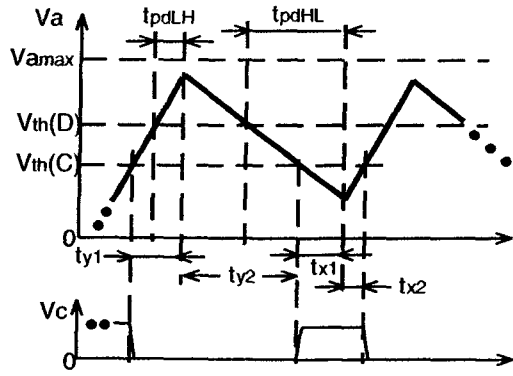 Va
tpdLH
tpdHL
Vamax
Vth(D)
Vth(C)
0
ty1
ty2
tx1
tx2
Vc
0